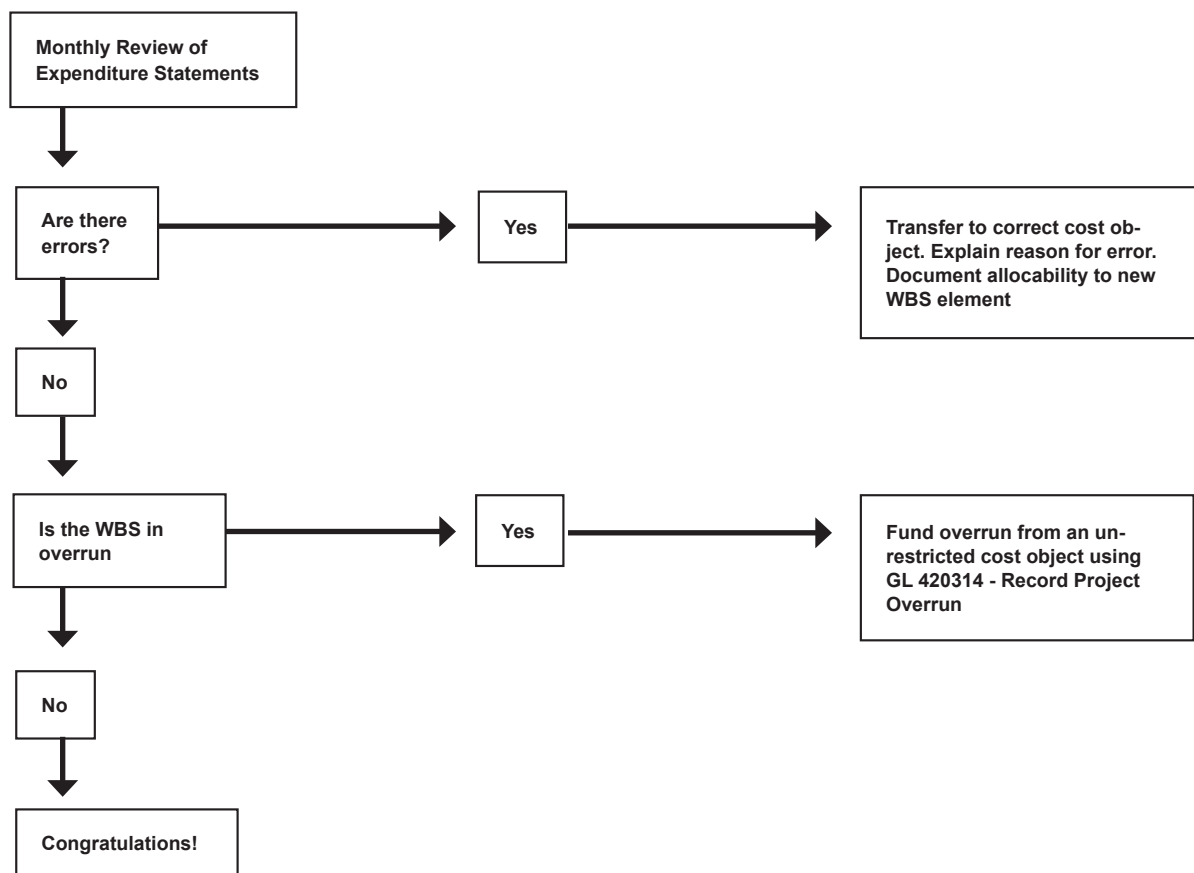 Monthly Review of
Expenditure Statements
Are there
errors?
Yes
Transfer to correct cost ob-
ject. Explain reason for error.
Document allocability to new
WBS element
No
Is the WBS in
overrun
Yes
Fund overrun from an un-
restricted cost object using
GL 420314 - Record Project
Overrun
No
Congratulations!